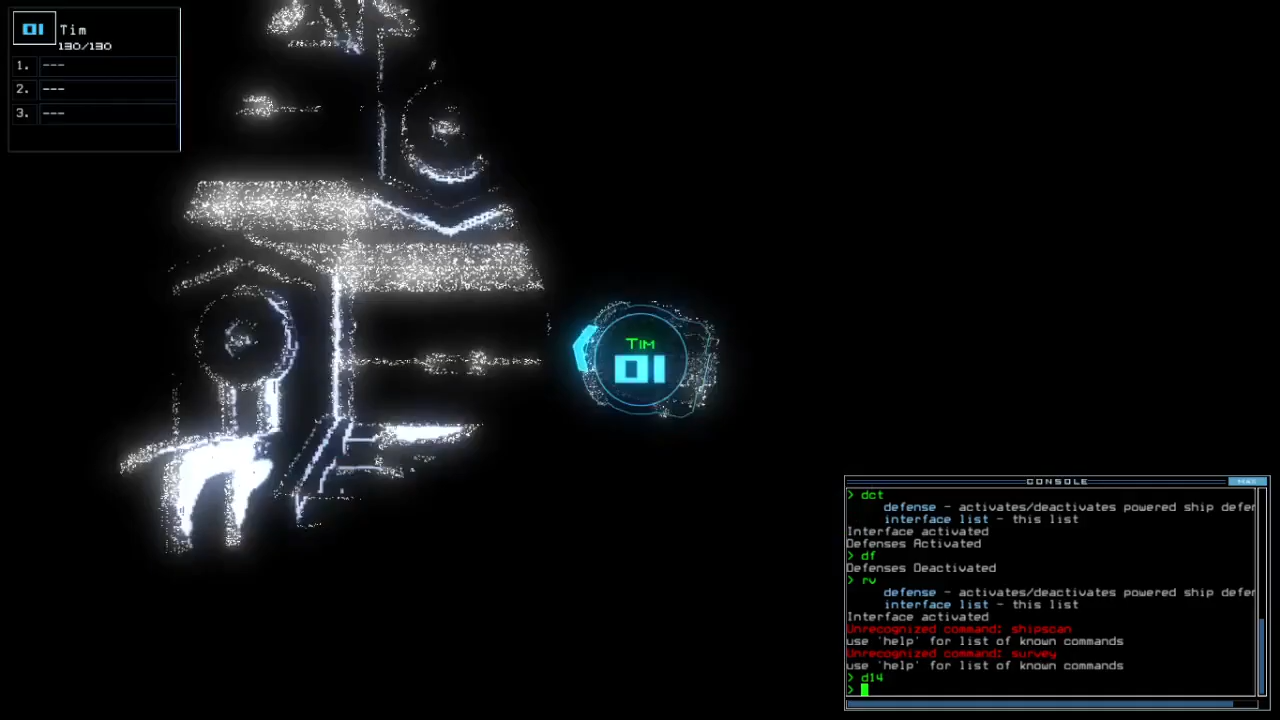 01 Tim
130/130
1. ---
2. ---
3. ---
TIM
01
CONSOLE
> dct
defense - activates/deactivates powered ship defen
interface list - this list
Interface activated
Defenses Activated
> df
Defenses Deactivated
> rv
defense - activates/deactivates powered ship defen
interface list - this list
Interface activated
Unrecognized command: shipscan
use 'help' for list of known commands
Unrecognized command: survey
use 'help' for list of known commands
> d14
>